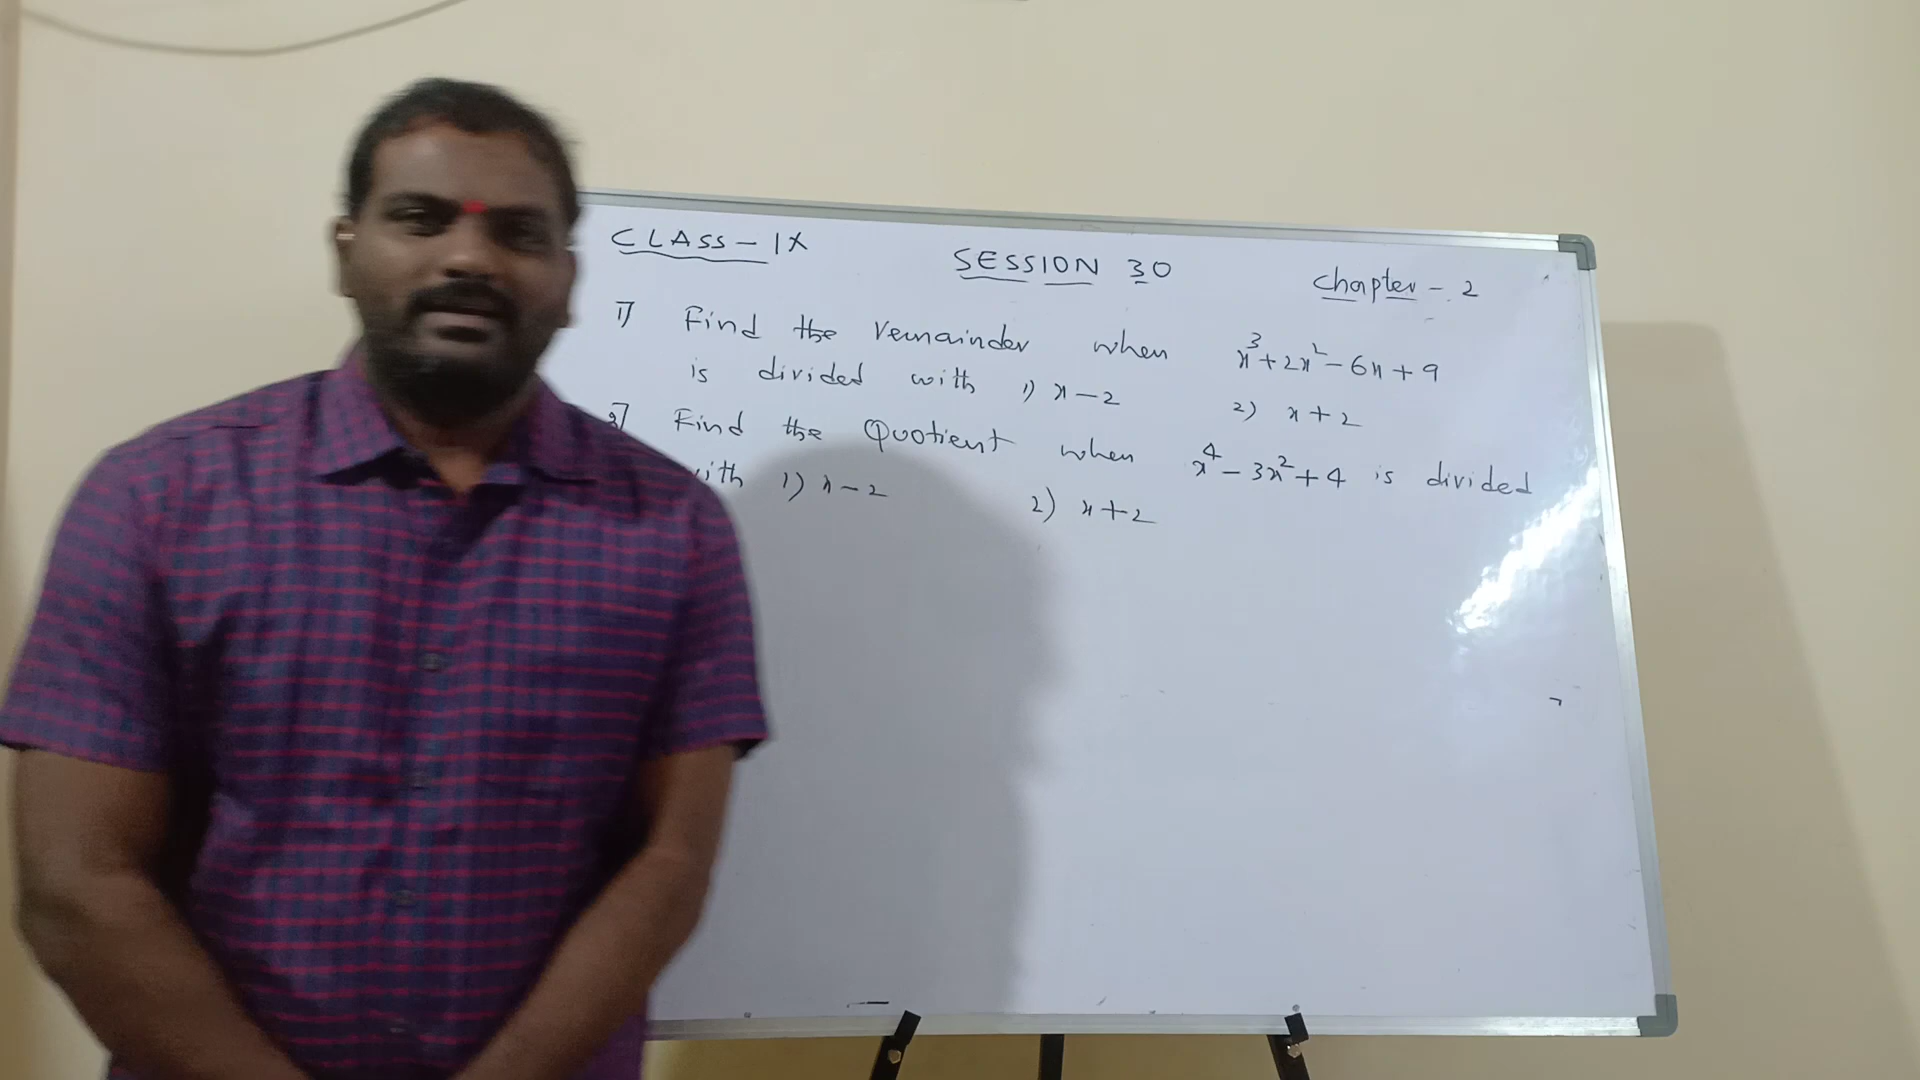 CLASS - IX
SESSION 30
Chapter - 2
1] Find the remainder when x³+2x²-6x+9
is divided with 1) x-2 2) x+2
2] Find the Quotient when x⁴-3x²+4 is divided
with 1) x-2 2) x+2